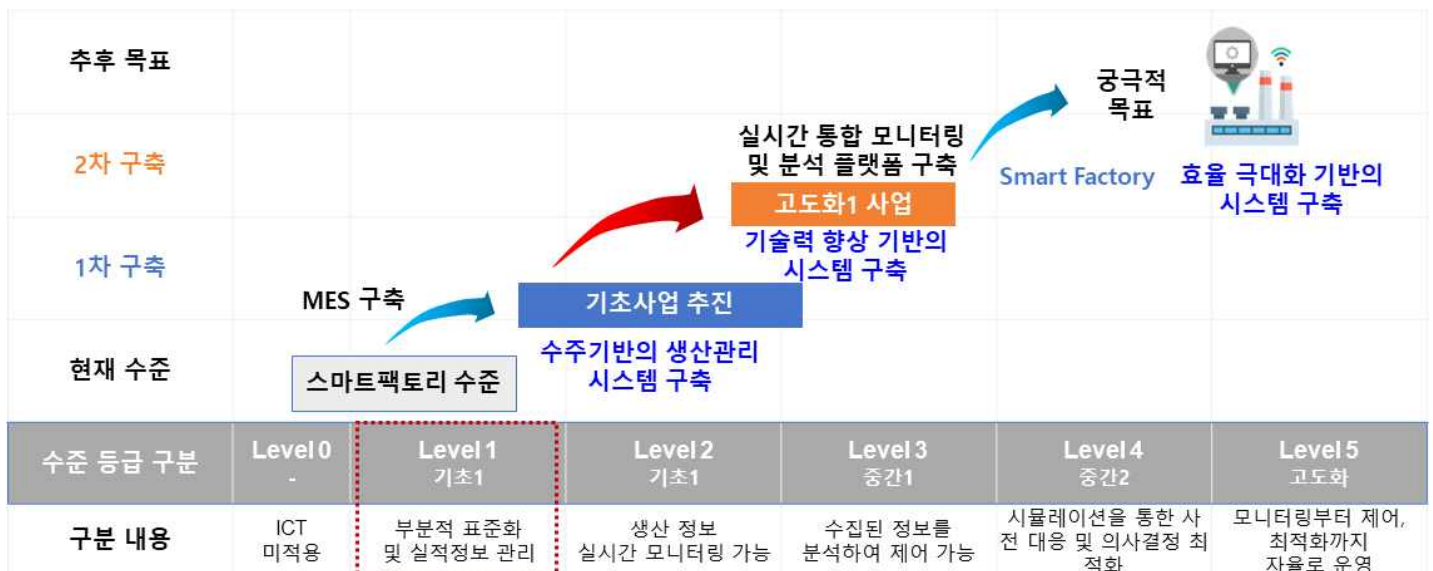 추후 목표
궁극적
목표
2차 구축
실시간 통합 모니터링
및 분석 플랫폼 구축
고도화1 사업
Smart Factory
효율 극대화 기반의
시스템 구축
1차 구축
기술력 향상 기반의
시스템 구축
MES 구축
기초사업 추진
현재 수준
스마트팩토리 수준
수주기반의 생산관리
시스템 구축
수준 등급 구분
Level 0
-
Level 1
기초1
Level 2
기초1
Level 3
중간1
Level 4
중간2
Level 5
고도화
구분 내용
ICT
미적용
부분적 표준화
및 실적정보 관리
생산 정보
실시간 모니터링 가능
수집된 정보를
분석하여 제어 가능
시뮬레이션을 통한 사
전 대응 및 의사결정 최
적화
모니터링부터 제어,
최적화까지
자율로 운영